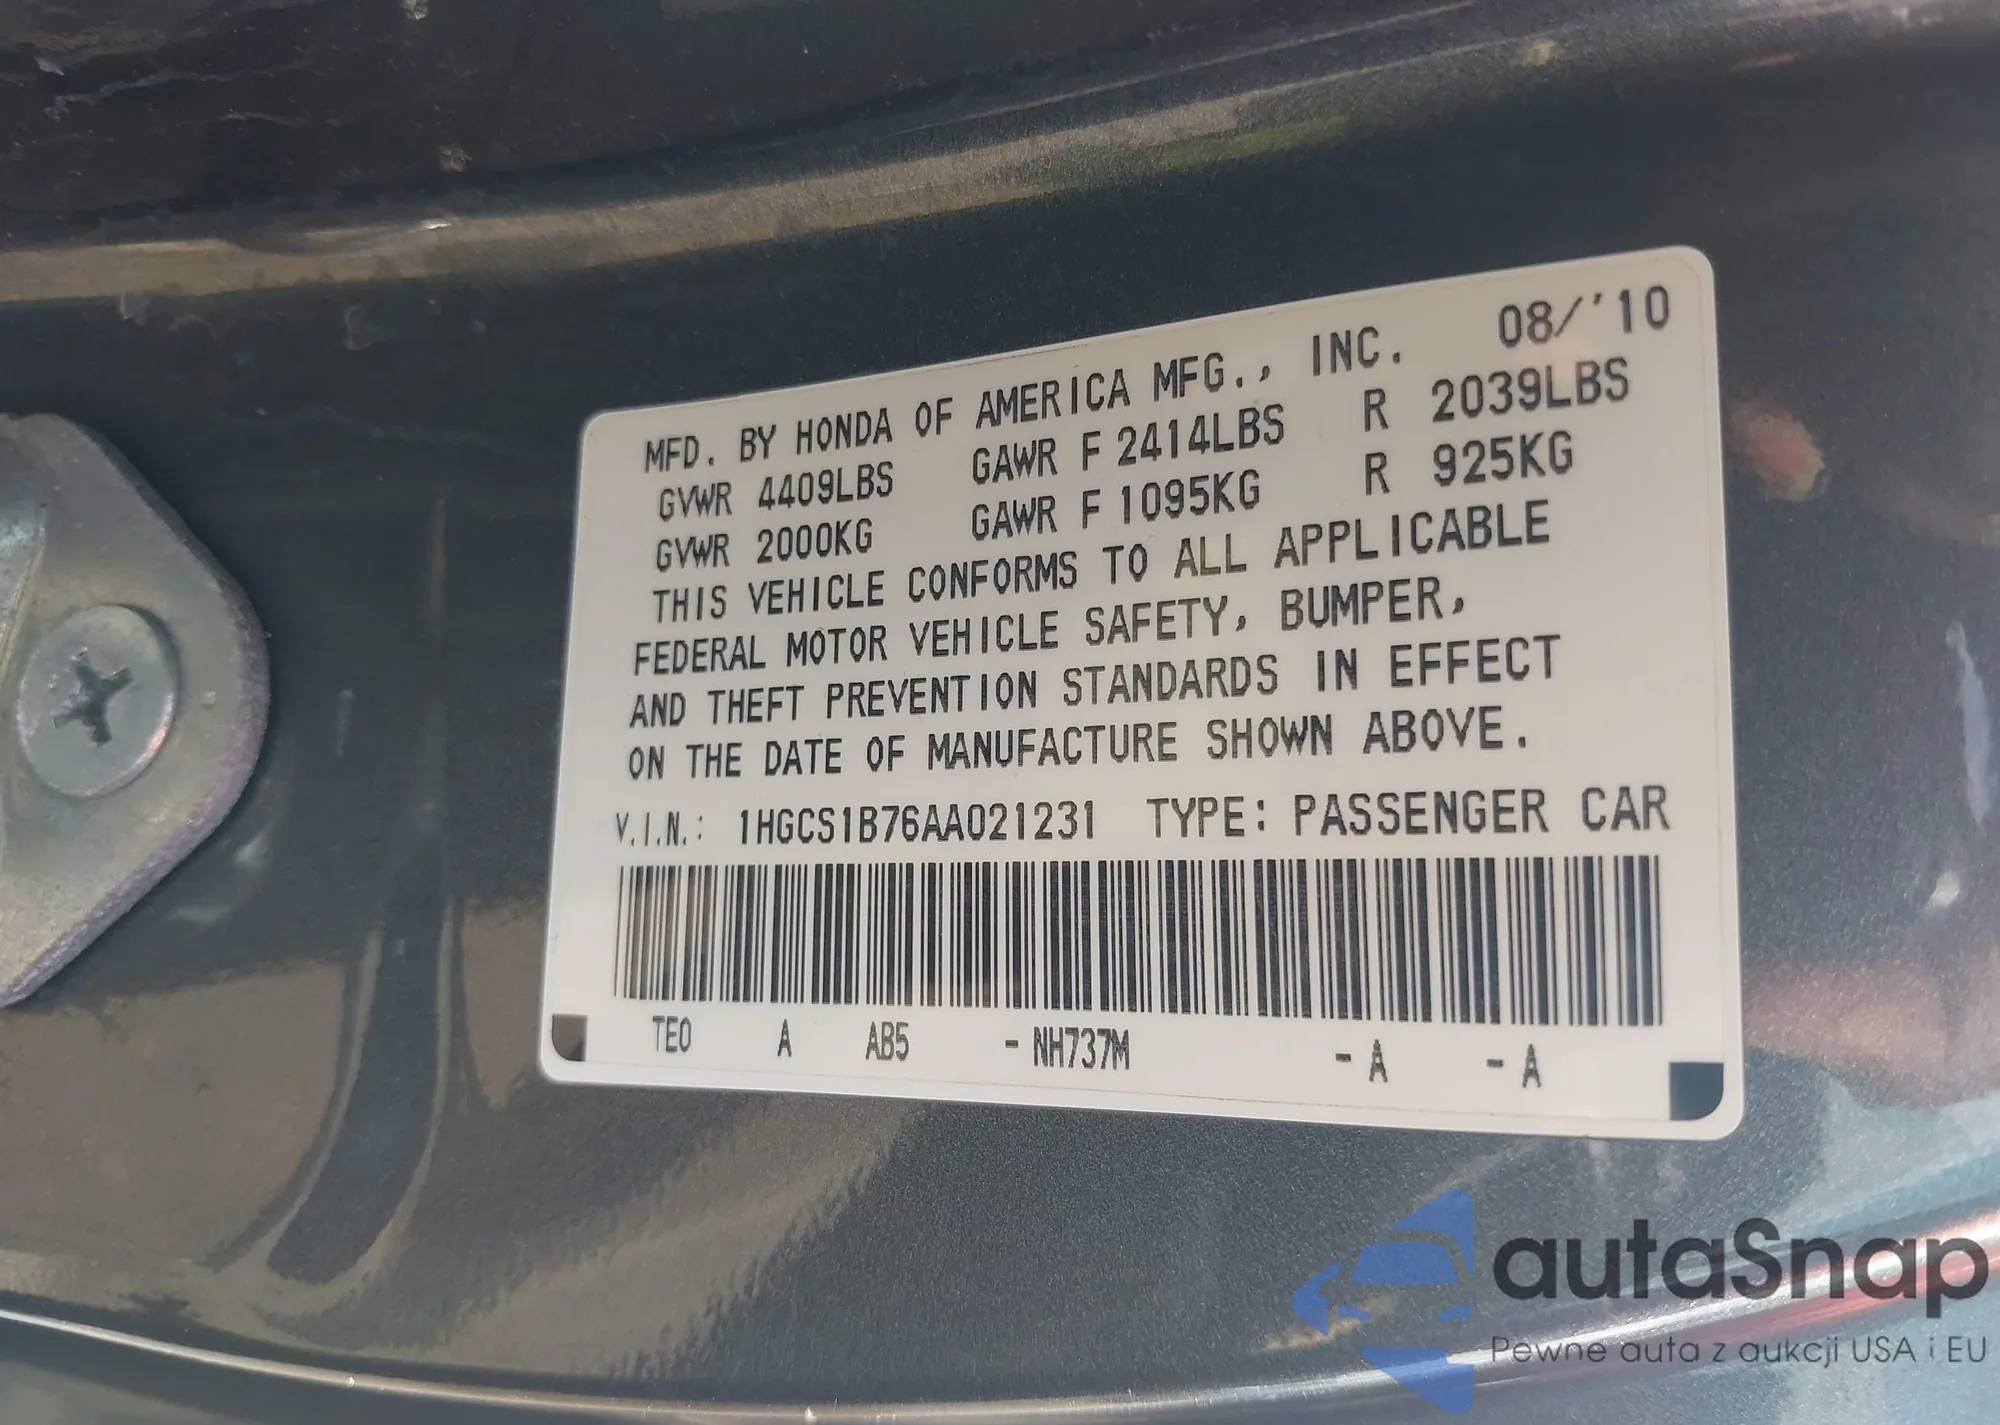 MFD. BY HONDA OF AMERICA MFG., INC. 08/'10
GVWR 4409LBS GAWR F 2414LBS R 2039LBS
GVWR 2000KG GAWR F 1095KG R 925KG
THIS VEHICLE CONFORMS TO ALL APPLICABLE
FEDERAL MOTOR VEHICLE SAFETY, BUMPER,
AND THEFT PREVENTION STANDARDS IN EFFECT
ON THE DATE OF MANUFACTURE SHOWN ABOVE.
V.I.N.: 1HGCS1B76AA021231 TYPE: PASSENGER CAR
TE0 A AB5 -NH737M -A -A
autaSnap
Pewne auta z aukcji USA i EU